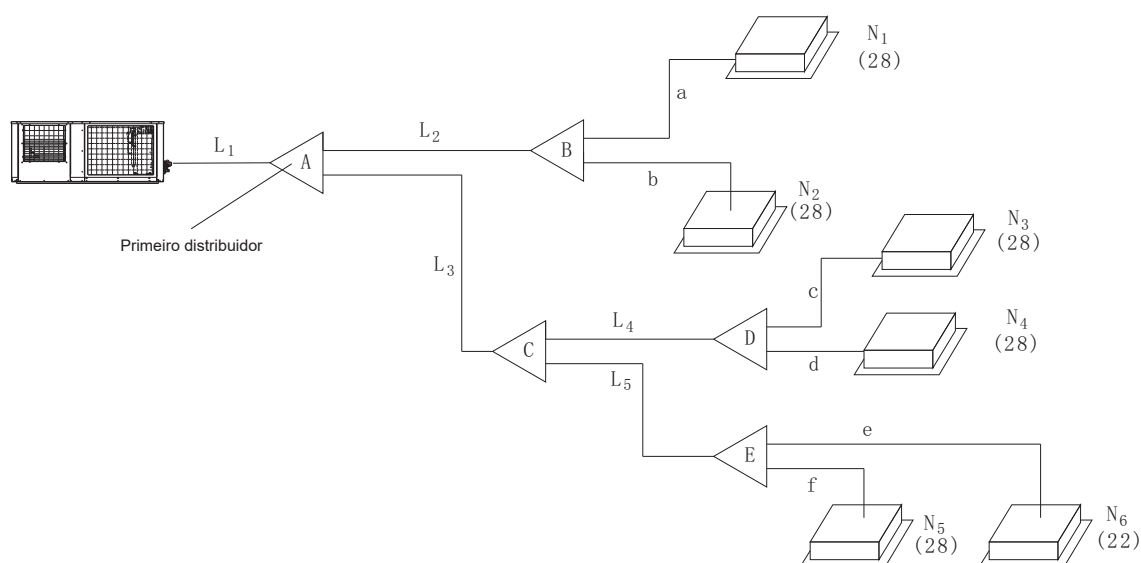 N₁
(28)
a
L₁
A
L₂
B
b
N₂
(28)
Primeiro distribuidor
L₃
N₃
(28)
c
C
L₄
D
d
N₄
(28)
L₅
E
e
f
N₅
(28)
N₆
(22)